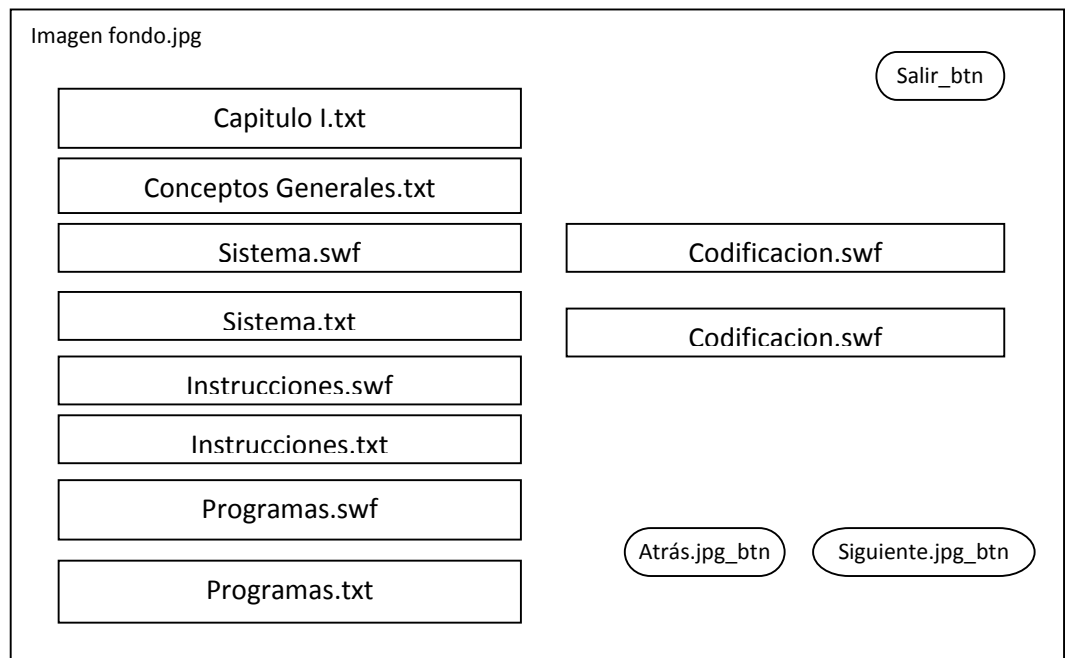 Imagen fondo.jpg
Salir_btn
Capitulo I.txt
Conceptos Generales.txt
Sistema.swf
Codificacion.swf
Sistema.txt
Codificacion.swf
Instrucciones.swf
Instrucciones.txt
Programas.swf
Atrás.jpg_btn
Siguiente.jpg_btn
Programas.txt